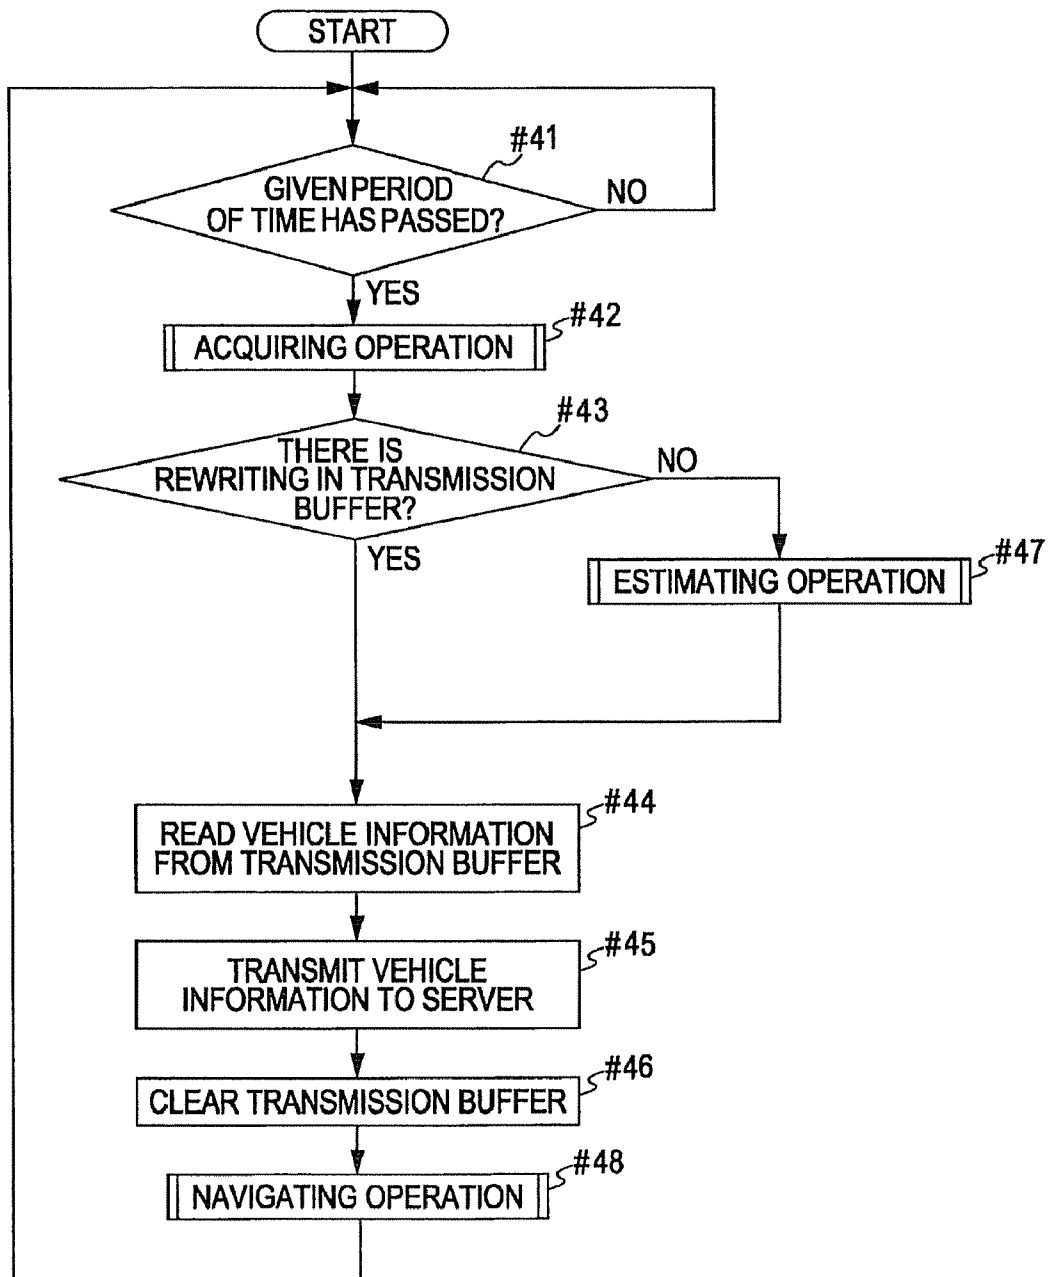 START
#41
GIVEN PERIOD
OF TIME HAS PASSED?
NO
YES
#42
ACQUIRING OPERATION
#43
THERE IS
REWRITING IN TRANSMISSION
BUFFER?
NO
YES
#47
ESTIMATING OPERATION
#44
READ VEHICLE INFORMATION
FROM TRANSMISSION BUFFER
#45
TRANSMIT VEHICLE
INFORMATION TO SERVER
#46
CLEAR TRANSMISSION BUFFER
#48
NAVIGATING OPERATION